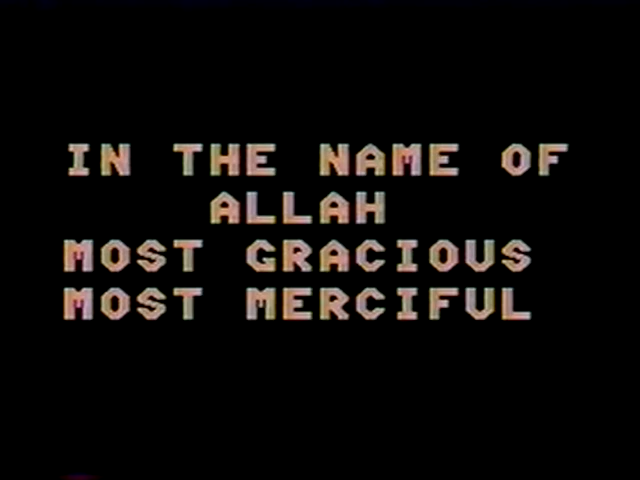 IN THE NAME OF
ALLAH
MOST GRACIOUS
MOST MERCIFUL